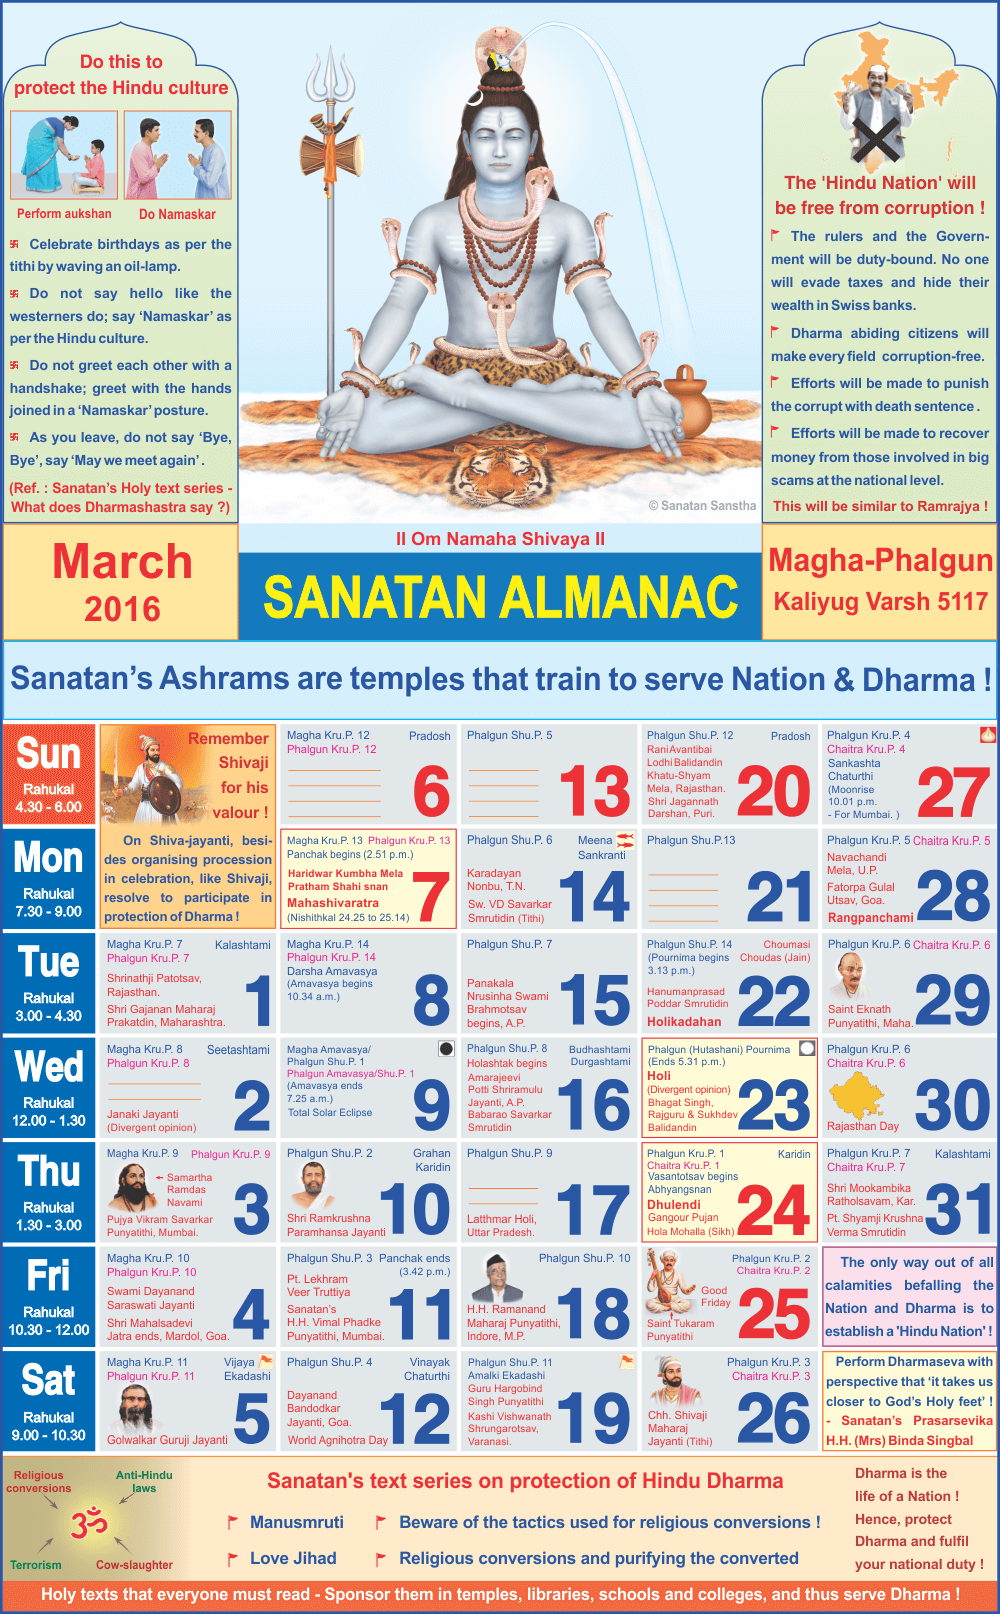 Do this to
protect the Hindu culture
Perform aukshan
Do Namaskar
Celebrate birthdays as per the
tithi by waving an oil-lamp.
Do not say hello like the
westerners do; say ‘Namaskar’ as
per the Hindu culture.
Do not greet each other with a
handshake; greet with the hands
joined in a ‘Namaskar’ posture.
As you leave, do not say ‘Bye,
Bye’, say ‘May we meet again’.
(Ref. : Sanatan’s Holy text series -
What does Dharmashastra say ?)
© Sanatan Sanstha
The 'Hindu Nation' will
be free from corruption !
The rulers and the Govern-
ment will be duty-bound. No one
will evade taxes and hide their
wealth in Swiss banks.
Dharma abiding citizens will
make every field corruption-free.
Efforts will be made to punish
the corrupt with death sentence .
Efforts will be made to recover
money from those involved in big
scams at the national level.
This will be similar to Ramrajya !
March
2016
II Om Namaha Shivaya II
SANATAN ALMANAC
Magha-Phalgun
Kaliyug Varsh 5117
Sanatan’s Ashrams are temples that train to serve Nation & Dharma !
Sun
Rahukal
4.30 - 6.00
Remember
Shivaji
for his
valour !
On Shiva-jayanti, besi-
des organising procession
in celebration, like Shivaji,
resolve to participate in
protection of Dharma !
Magha Kru.P. 12 Pradosh
Phalgun Kru.P. 12
6
Phalgun Shu.P. 5
13
Phalgun Shu.P. 12 Pradosh
Rani Avantibai
Lodhi Balidandin
Khatu-Shyam
Mela, Rajasthan.
Shri Jagannath
Darshan, Puri.
20
Phalgun Kru.P. 4
Chaitra Kru.P. 4
Sankashta
Chaturthi
(Moonrise
10.01 p.m.
- For Mumbai. )
27
Mon
Rahukal
7.30 - 9.00
Magha Kru.P. 13 Phalgun Kru.P. 13
Panchak begins (2.51 p.m.)
Haridwar Kumbha Mela
Pratham Shahi snan
Mahashivaratra
(Nishithkal 24.25 to 25.14)
7
Phalgun Shu.P. 6 Meena
Sankranti
Karadayan
Nonbu, T.N.
Sw. VD Savarkar
Smrutidin (Tithi)
14
Phalgun Shu.P.13
21
Phalgun Kru.P. 5 Chaitra Kru.P. 5
Navachandi
Mela, U.P.
Fatorpa Gulal
Utsav, Goa.
Rangpanchami
28
Tue
Rahukal
3.00 - 4.30
Magha Kru.P. 7 Kalashtami
Phalgun Kru.P. 7
Shrinathji Patotsav,
Rajasthan.
Shri Gajanan Maharaj
Prakatdin, Maharashtra.
1
Magha Kru.P. 14
Phalgun Kru.P. 14
Darsha Amavasya
(Amavasya begins
10.34 a.m.)
8
Phalgun Shu.P. 7
Panakala
Nrusinha Swami
Brahmotsav
begins, A.P.
15
Phalgun Shu.P. 14 Choumasi
(Pournima begins Choudas (Jain)
3.13 p.m.)
Hanumanprasad
Poddar Smrutidin
Holikadahan
22
Phalgun Kru.P. 6 Chaitra Kru.P. 6
Saint Eknath
Punyatithi, Maha.
29
Wed
Rahukal
12.00 - 1.30
Magha Kru.P. 8 Seetashtami
Phalgun Kru.P. 8
Janaki Jayanti
(Divergent opinion)
2
Magha Amavasya/
Phalgun Shu.P. 1
Phalgun Amavasya/Shu.P. 1
(Amavasya ends
7.25 a.m.)
Total Solar Eclipse
9
Phalgun Shu.P. 8 Budhashtami
Holashtak begins Durgashtami
Amarajeevi
Potti Shriramulu
Jayanti, A.P.
Babarao Savarkar
Smrutidin
16
Phalgun (Hutashani) Pournima
(Ends 5.31 p.m.)
Holi
(Divergent opinion)
Bhagat Singh,
Rajguru & Sukhdev
Balidandin
23
Phalgun Kru.P. 6
Chaitra Kru.P. 6
Rajasthan Day
30
Thu
Rahukal
1.30 - 3.00
Magha Kru.P. 9 Phalgun Kru.P. 9
Samartha
Ramdas
Navami
Pujya Vikram Savarkar
Punyatithi, Mumbai.
3
Phalgun Shu.P. 2 Grahan
Karidin
Shri Ramkrushna
Paramhansa Jayanti
10
Phalgun Shu.P. 9
Latthmar Holi,
Uttar Pradesh.
17
Phalgun Kru.P. 1 Karidin
Chaitra Kru.P. 1
Vasantotsav begins
Abhyangsnan
Dhulendi
Gangour Pujan
Hola Mohalla (Sikh)
24
Phalgun Kru.P. 7 Kalashtami
Chaitra Kru.P. 7
Shri Mookambika
Ratholsavam, Kar.
Pt. Shyamji Krushna
Verma Smrutidin
31
Fri
Rahukal
10.30 - 12.00
Magha Kru.P. 10
Phalgun Kru.P. 10
Swami Dayanand
Saraswati Jayanti
Shri Mahalsadevi
Jatra ends, Mardol, Goa.
4
Phalgun Shu.P. 3 Panchak ends
(3.42 p.m.)
Pt. Lekhram
Veer Truttiya
Sanatan’s
H.H. Vimal Phadke
Punyatithi, Mumbai.
11
Phalgun Shu.P. 10
H.H. Ramanand
Maharaj Punyatithi,
Indore, M.P.
18
Phalgun Kru.P. 2
Chaitra Kru.P. 2
Good
Friday
Saint Tukaram
Punyatithi
25
The only way out of all
calamities befalling the
Nation and Dharma is to
establish a 'Hindu Nation' !
Sat
Rahukal
9.00 - 10.30
Magha Kru.P. 11 Vijaya
Phalgun Kru.P. 11 Ekadashi
Golwalkar Guruji Jayanti
5
Phalgun Shu.P. 4 Vinayak
Chaturthi
Dayanand
Bandodkar
Jayanti, Goa.
World Agnihotra Day
12
Phalgun Shu.P. 11
Amalki Ekadashi
Guru Hargobind
Singh Punyatithi
Kashi Vishwanath
Shrungarotsav,
Varanasi.
19
Phalgun Kru.P. 3
Chaitra Kru.P. 3
Chh. Shivaji
Maharaj
Jayanti (Tithi)
26
Perform Dharmaseva with
perspective that ‘it takes us
closer to God’s Holy feet’ !
- Sanatan’s Prasarsevika
H.H. (Mrs) Binda Singbal
Religious
conversions
Anti-Hindu
laws
ॐ
Terrorism
Cow-slaughter
Sanatan's text series on protection of Hindu Dharma
Manusmruti
Beware of the tactics used for religious conversions !
Love Jihad
Religious conversions and purifying the converted
Dharma is the
life of a Nation !
Hence, protect
Dharma and fulfil
your national duty !
Holy texts that everyone must read - Sponsor them in temples, libraries, schools and colleges, and thus serve Dharma !